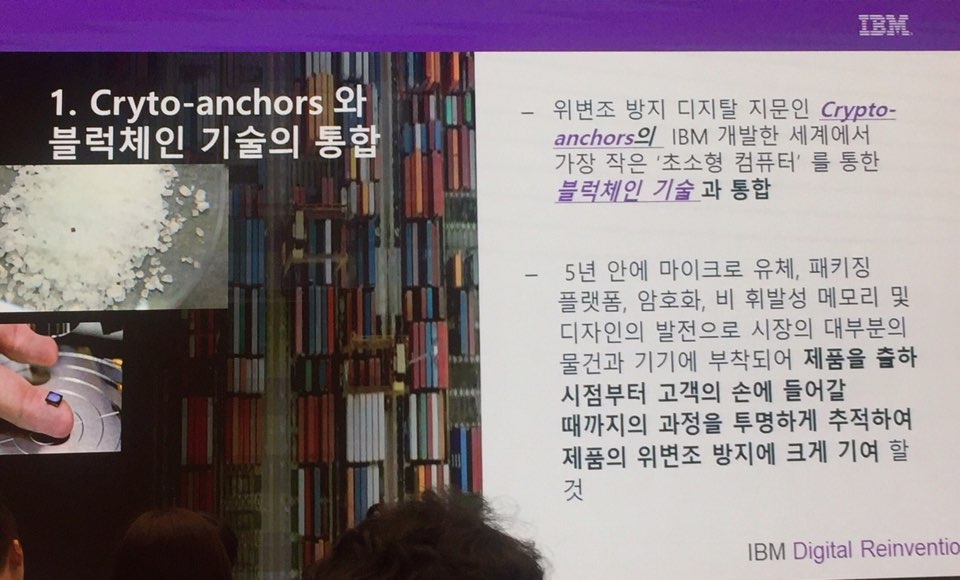 IBM
1. Cryto-anchors 와
블럭체인 기술의 통합
– 위변조 방지 디지탈 지문인 Crypto-
anchors의 IBM 개발한 세계에서
가장 작은 '초소형 컴퓨터' 를 통한
블럭체인 기술 과 통합
– 5년 안에 마이크로 유체, 패키징
플랫폼, 암호화, 비 휘발성 메모리 및
디자인의 발전으로 시장의 대부분의
물건과 기기에 부착되어 제품을 출하
시점부터 고객의 손에 들어갈
때까지의 과정을 투명하게 추적하여
제품의 위변조 방지에 크게 기여 할
것
IBM Digital Reinventio